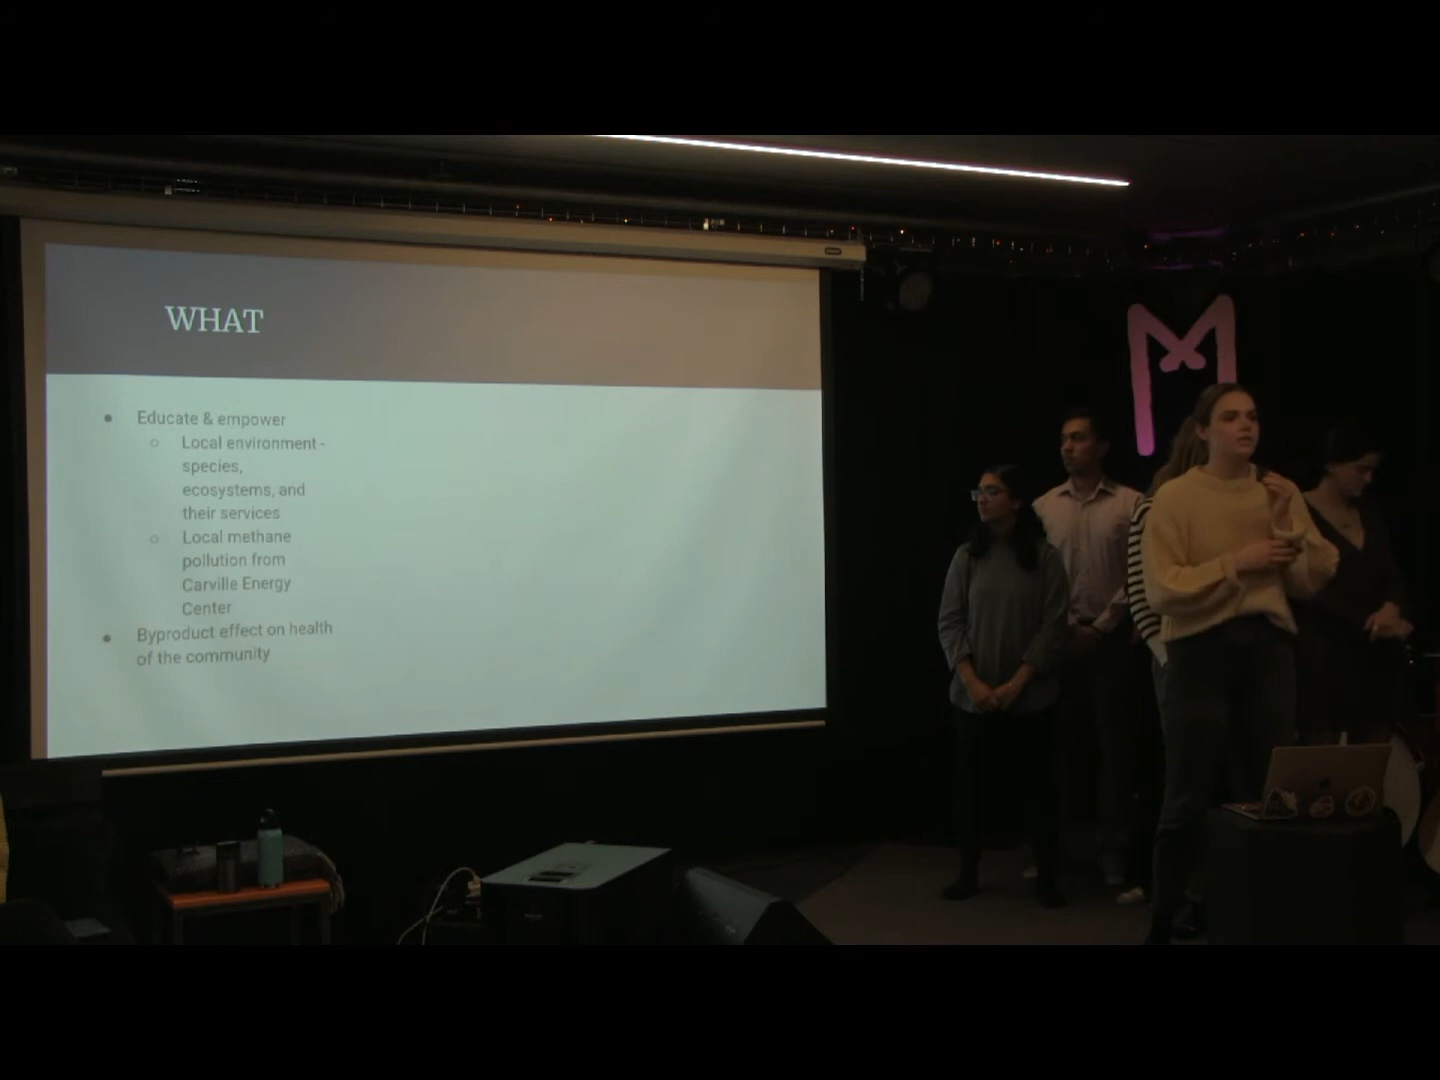 WHAT
● Educate & empower
○ Local environment -
species,
ecosystems, and
their services
○ Local methane
pollution from
Carville Energy
Center
● Byproduct effect on health
of the community
M